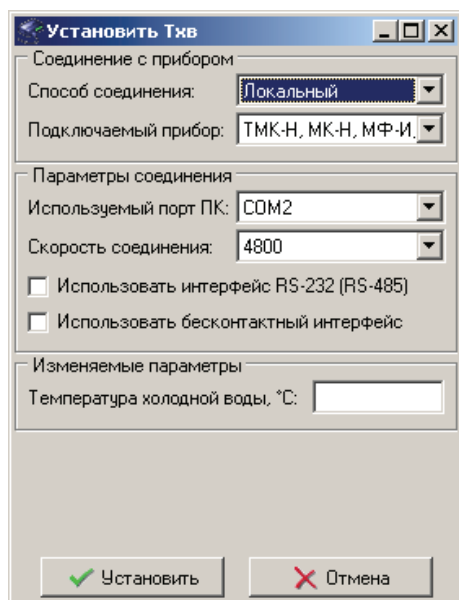 Установить Тхв
Соединение с прибором
Способ соединения: Локальный
Подключаемый прибор: ТМК-Н, МК-Н, МФ-И,
Параметры соединения
Используемый порт ПК: COM2
Скорость соединения: 4800
Использовать интерфейс RS-232 (RS-485)
Использовать бесконтактный интерфейс
Изменяемые параметры
Температура холодной воды, °С:
Установить Отмена